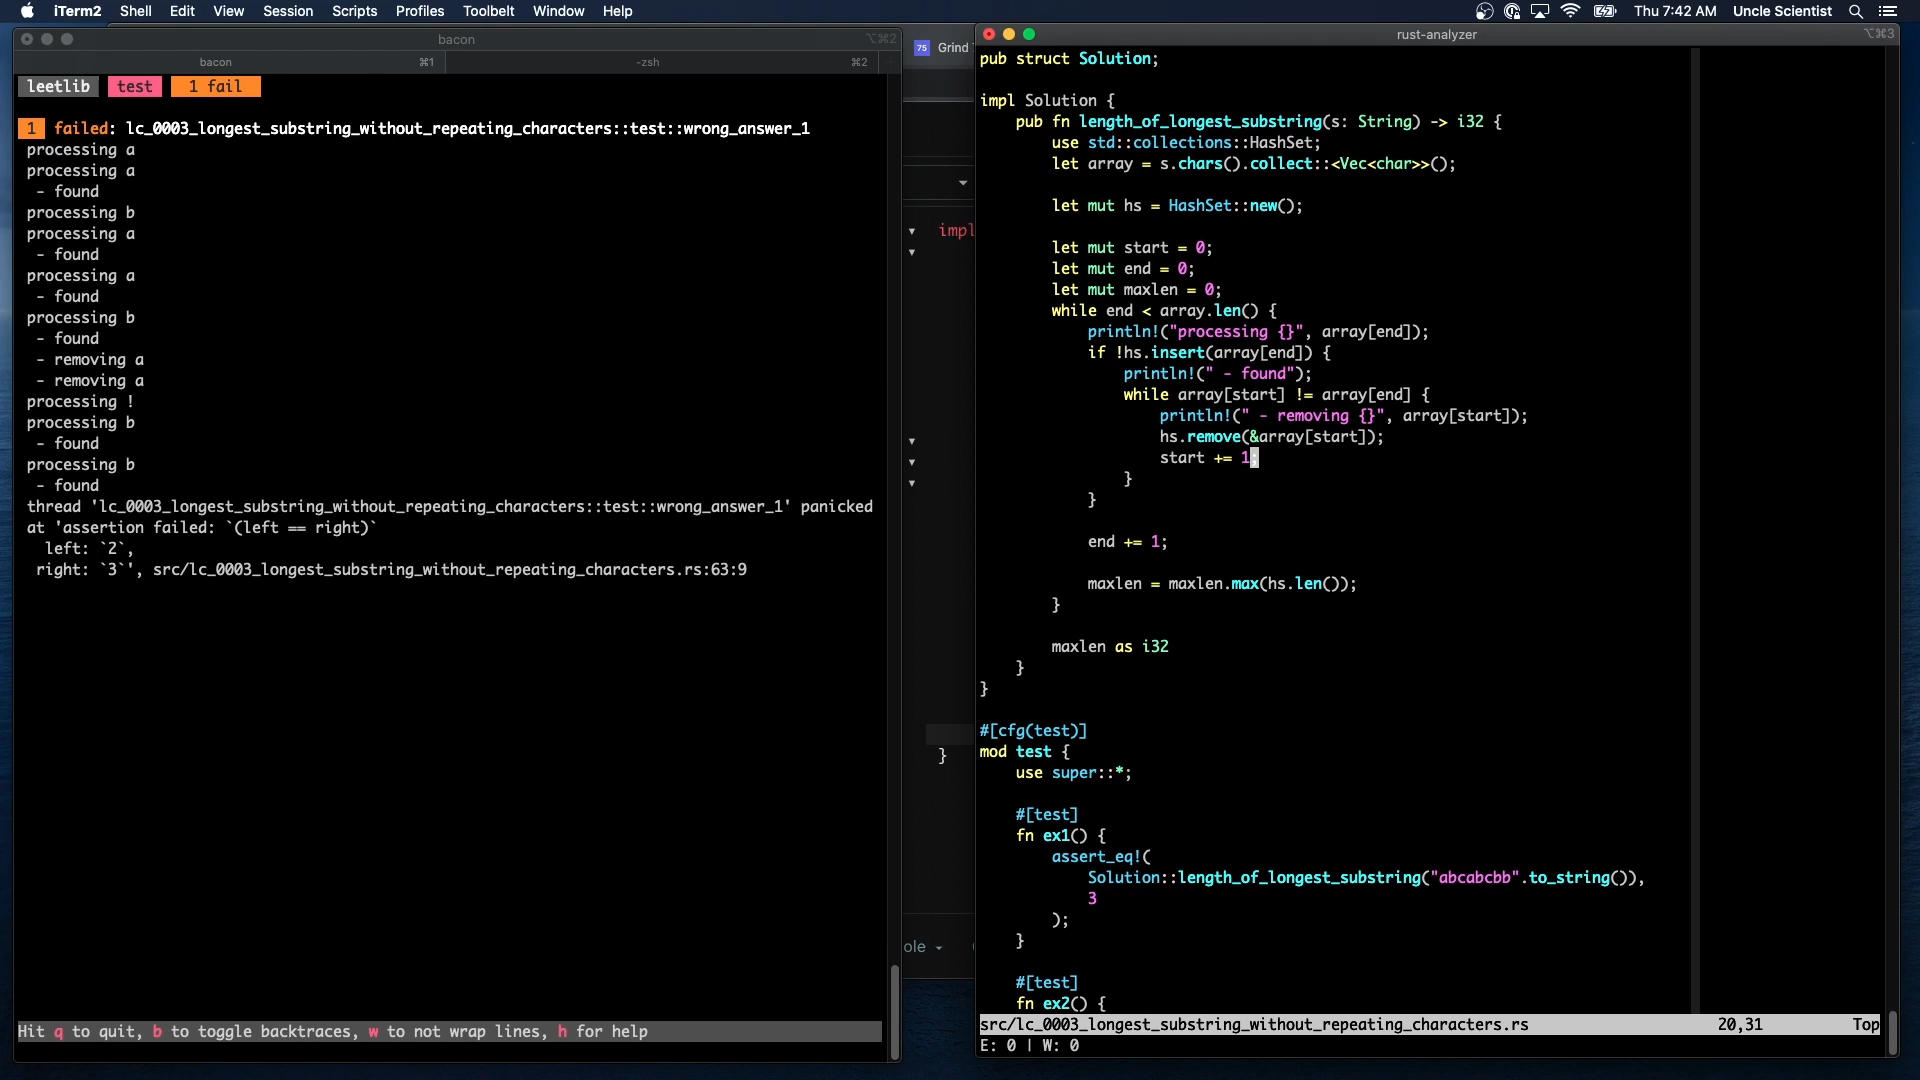 iTerm2 Shell Edit View Session Scripts Profiles Toolbelt Window Help Thu 7:42 AM Uncle Scientist
bacon ⌥⌘2
bacon ⌘1 -zsh ⌘2
leetlib test 1 fail
1 failed: lc_0003_longest_substring_without_repeating_characters::test::wrong_answer_1
processing a
processing a
 - found
processing b
processing a
 - found
processing a
 - found
processing b
 - found
 - removing a
 - removing a
processing !
processing b
 - found
processing b
 - found
thread 'lc_0003_longest_substring_without_repeating_characters::test::wrong_answer_1' panicked
at 'assertion failed: `(left == right)`
  left: `2`,
 right: `3`', src/lc_0003_longest_substring_without_repeating_characters.rs:63:9
Hit q to quit, b to toggle backtraces, w to not wrap lines, h for help
75 Grind
impl
}
ole
rust-analyzer ⌥⌘3
pub struct Solution;
impl Solution {
    pub fn length_of_longest_substring(s: String) -> i32 {
        use std::collections::HashSet;
        let array = s.chars().collect::<Vec<char>>();
        let mut hs = HashSet::new();
        let mut start = 0;
        let mut end = 0;
        let mut maxlen = 0;
        while end < array.len() {
            println!("processing {}", array[end]);
            if !hs.insert(array[end]) {
                println!(" - found");
                while array[start] != array[end] {
                    println!(" - removing {}", array[start]);
                    hs.remove(&array[start]);
                    start += 1;
                }
            }
            end += 1;
            maxlen = maxlen.max(hs.len());
        }
        maxlen as i32
    }
}
#[cfg(test)]
mod test {
    use super::*;
    #[test]
    fn ex1() {
        assert_eq!(
            Solution::length_of_longest_substring("abcabcbb".to_string()),
            3
        );
    }
    #[test]
    fn ex2() {
src/lc_0003_longest_substring_without_repeating_characters.rs 20,31 Top
E: 0 | W: 0